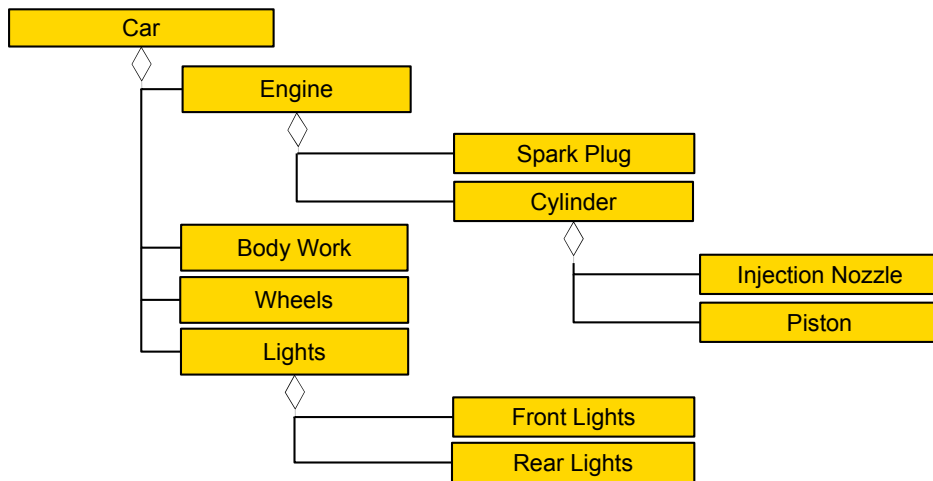 Car
Engine
Spark Plug
Cylinder
Body Work
Injection Nozzle
Wheels
Piston
Lights
Front Lights
Rear Lights